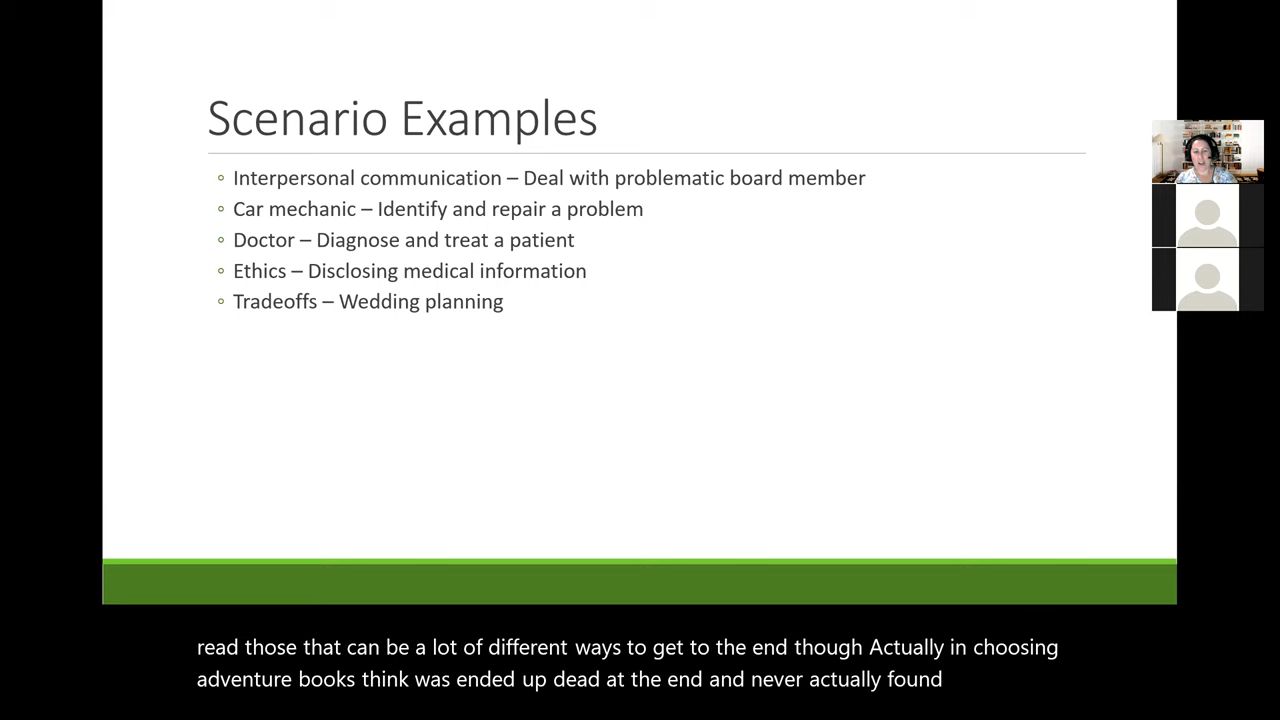 Scenario Examples
◦ Interpersonal communication – Deal with problematic board member
◦ Car mechanic – Identify and repair a problem
◦ Doctor – Diagnose and treat a patient
◦ Ethics – Disclosing medical information
◦ Tradeoffs – Wedding planning
read those that can be a lot of different ways to get to the end though Actually in choosing
adventure books think was ended up dead at the end and never actually found